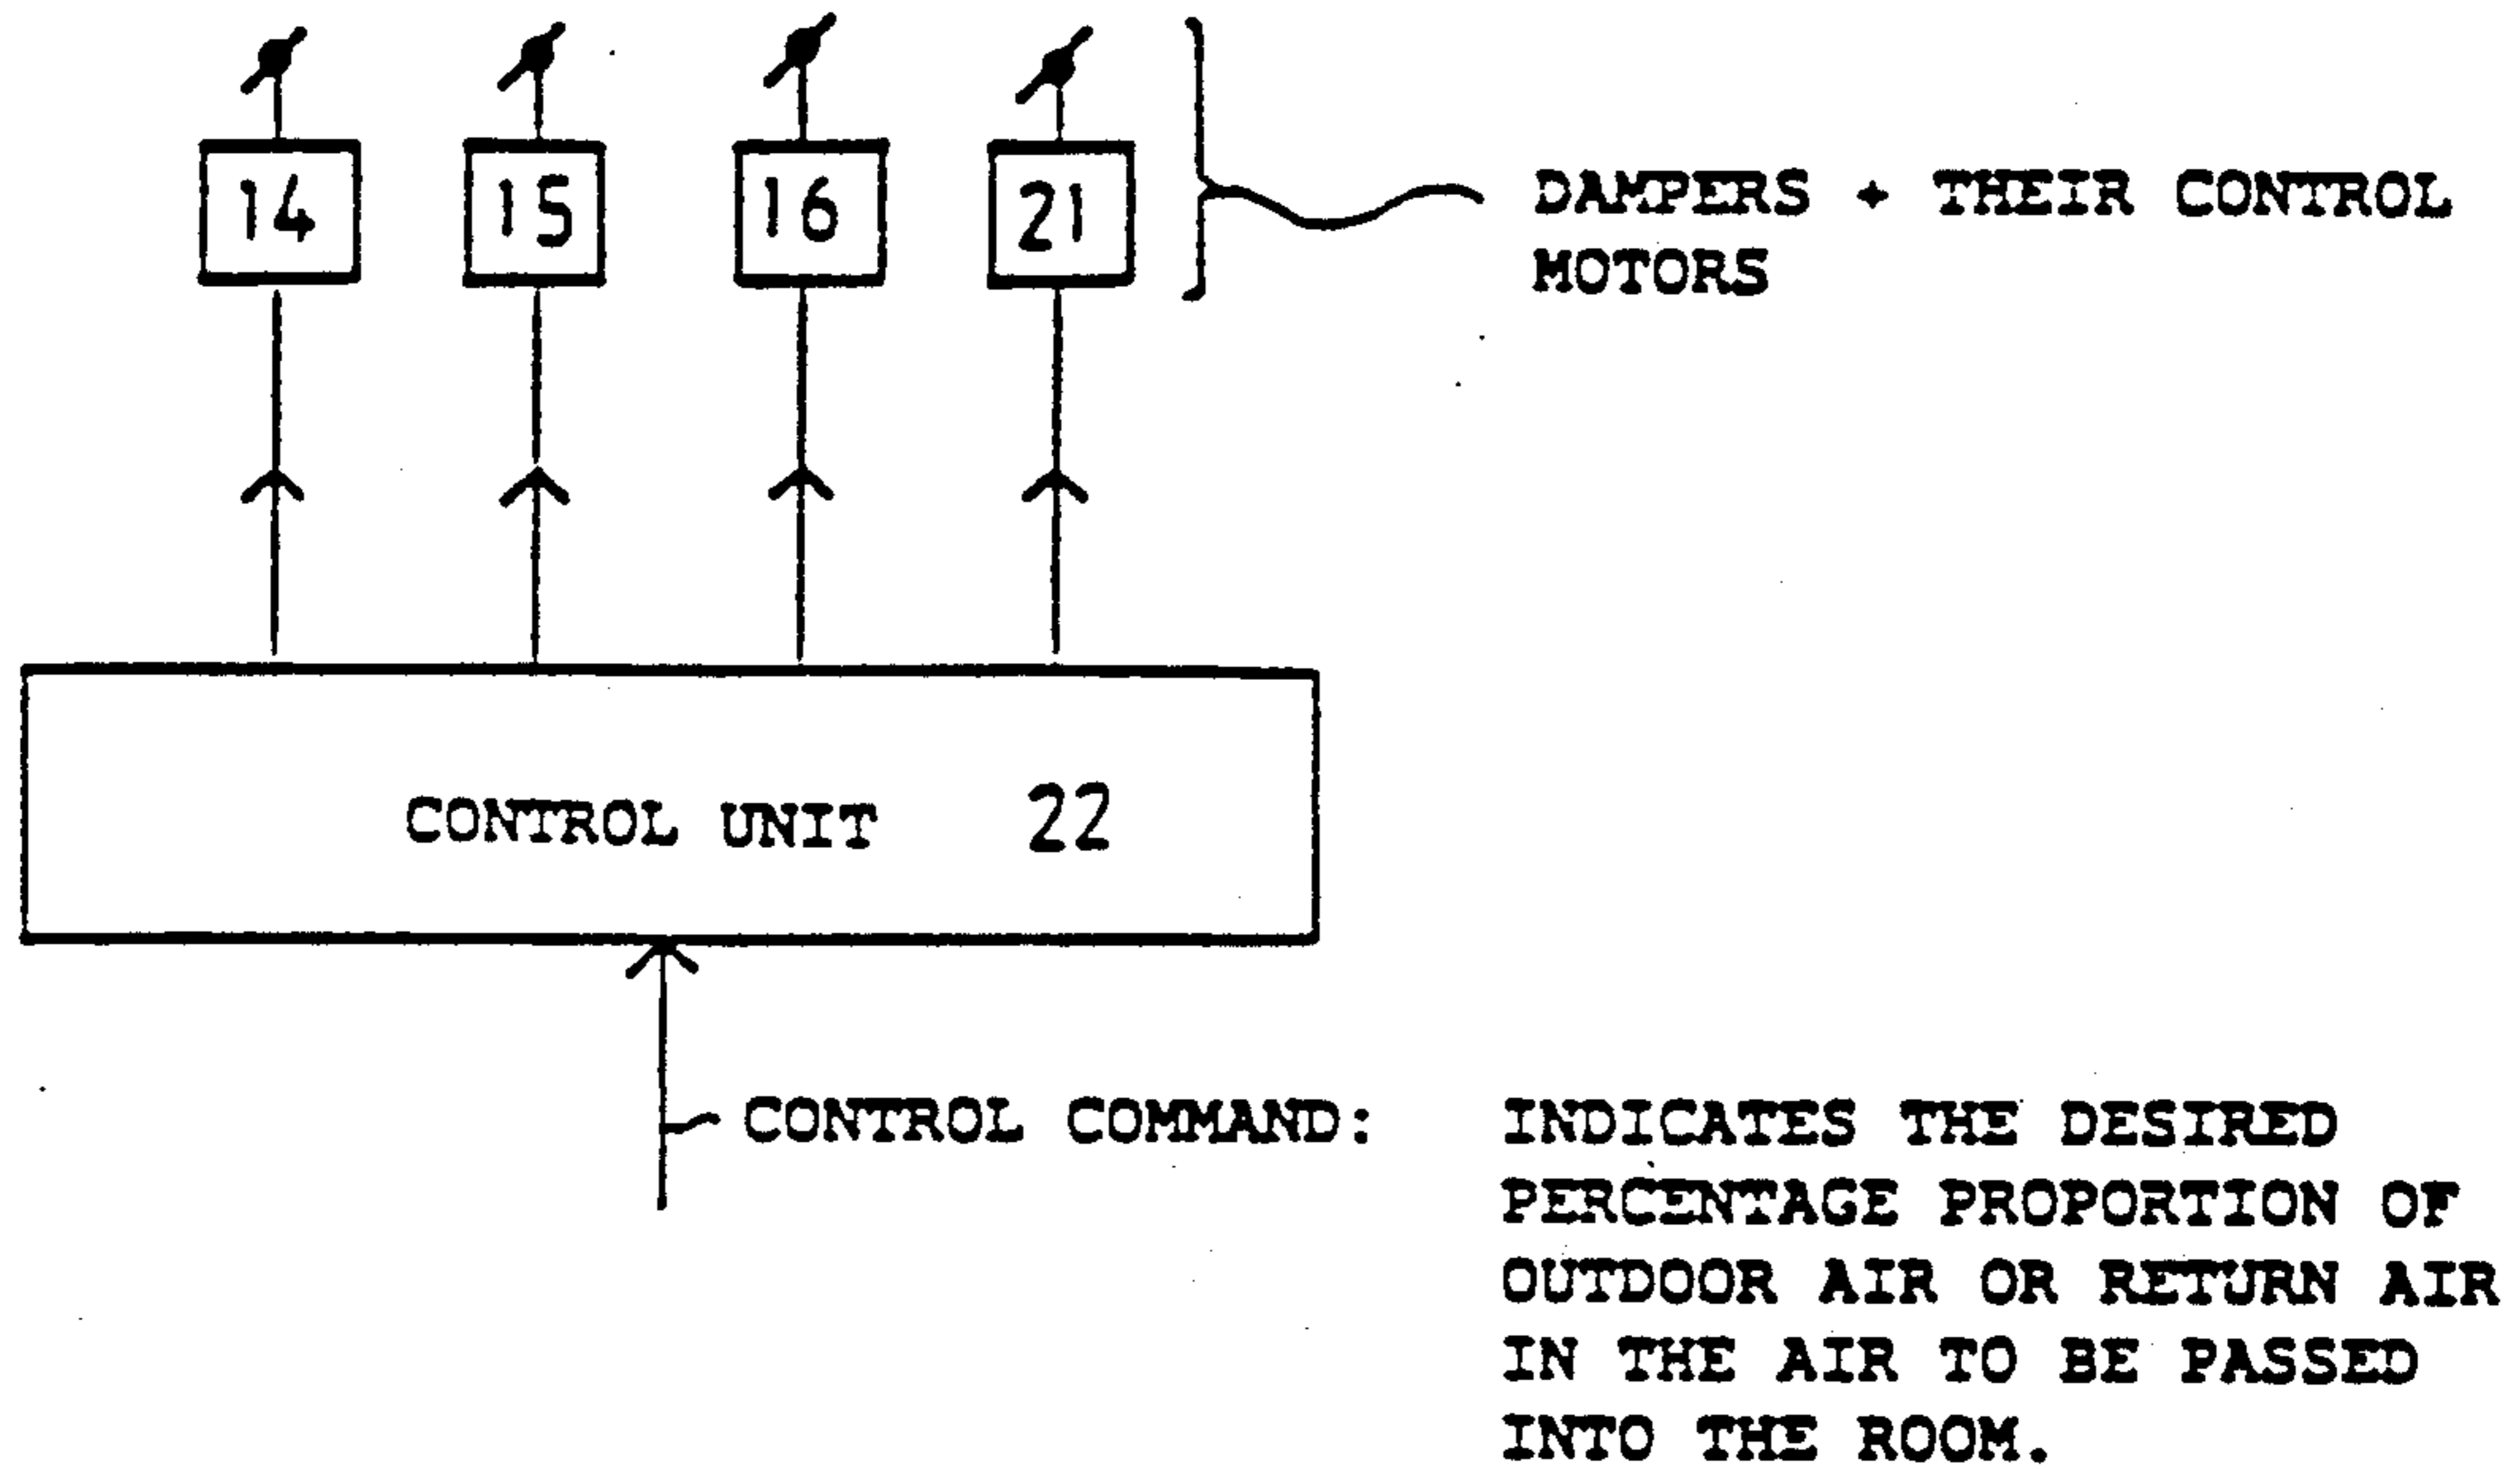 14 15 16 21
DAMPERS + THEIR CONTROL
MOTORS
CONTROL UNIT 22
CONTROL COMMAND: INDICATES THE DESIRED
PERCENTAGE PROPORTION OF
OUTDOOR AIR OR RETURN AIR
IN THE AIR TO BE PASSED
INTO THE ROOM.